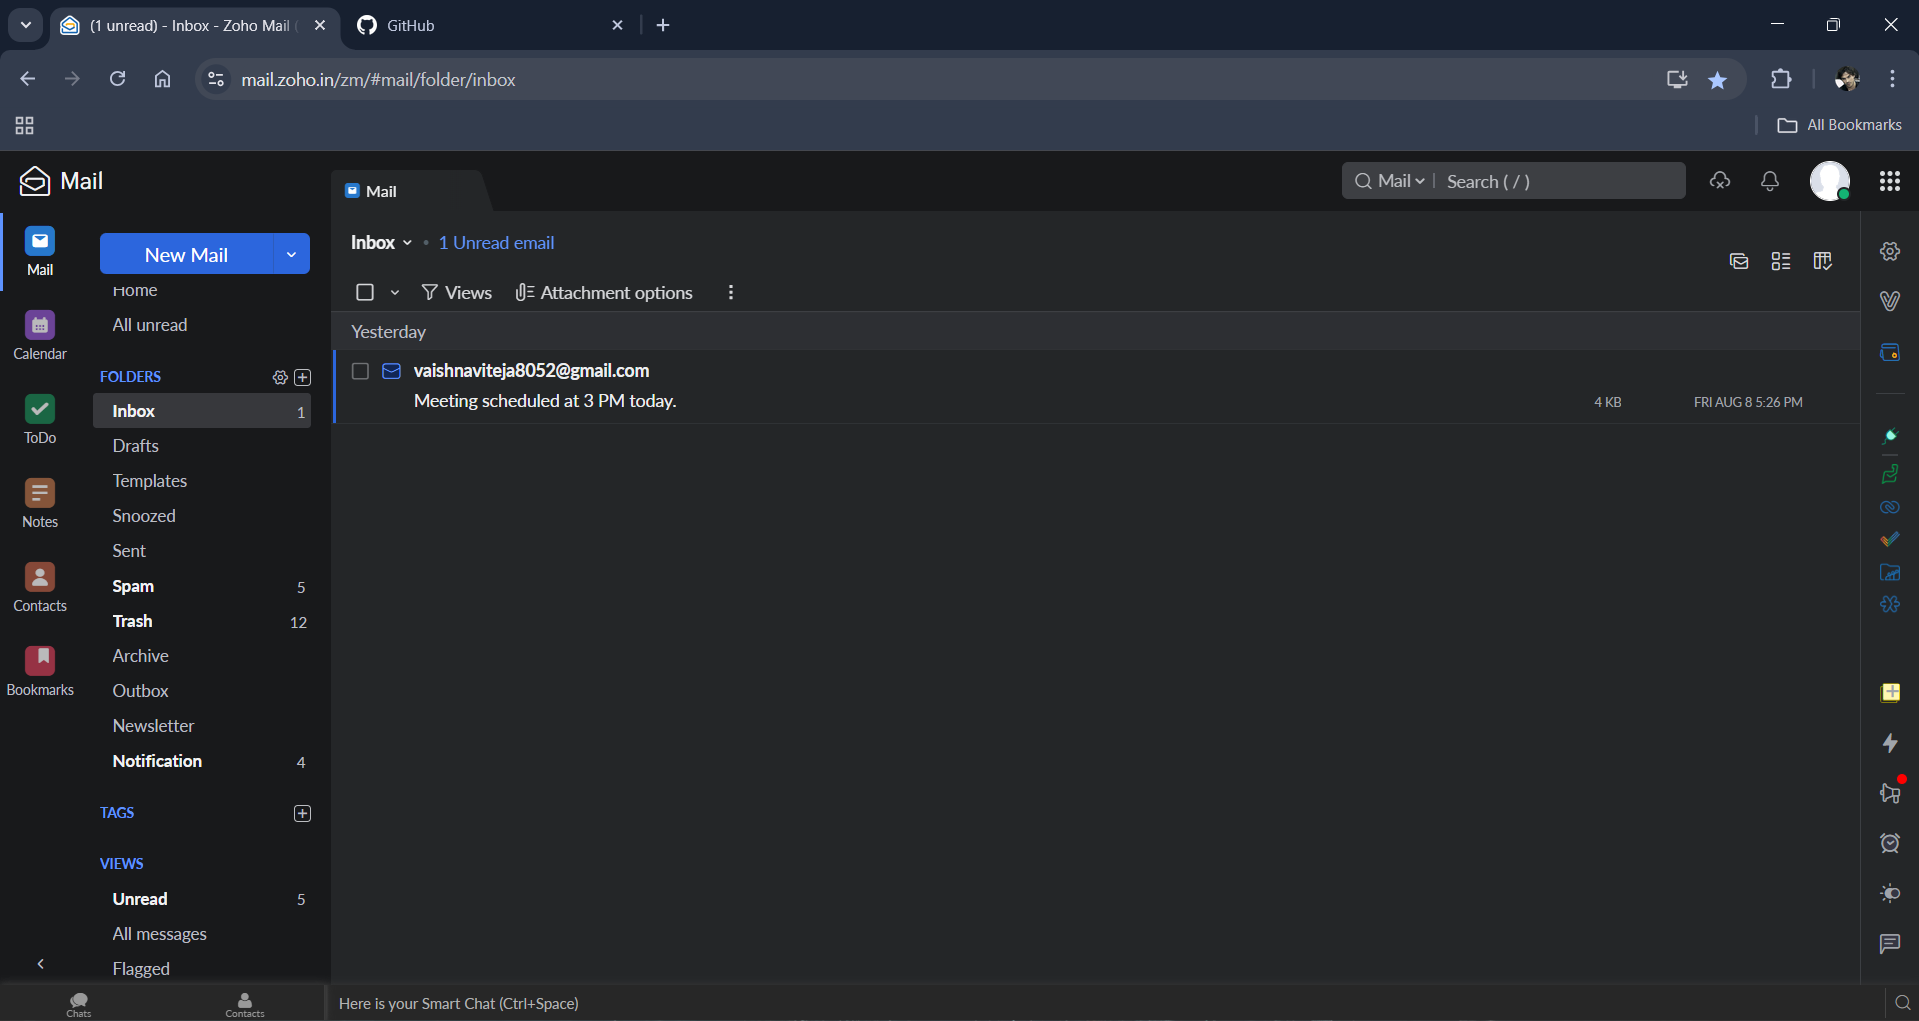 (1 unread) - Inbox - Zoho Mail
GitHub
mail.zoho.in/zm/#mail/folder/inbox
All Bookmarks
Mail
Mail
Mail
Search ( / )
Mail
Calendar
ToDo
Notes
Contacts
Bookmarks
New Mail
Home
All unread
FOLDERS
Inbox 1
Drafts
Templates
Snoozed
Sent
Spam 5
Trash 12
Archive
Outbox
Newsletter
Notification 4
TAGS
VIEWS
Unread 5
All messages
Flagged
Inbox • 1 Unread email
Views Attachment options
Yesterday
vaishnaviteja8052@gmail.com
Meeting scheduled at 3 PM today. 4 KB FRI AUG 8 5:26 PM
Chats
Contacts
Here is your Smart Chat (Ctrl+Space)